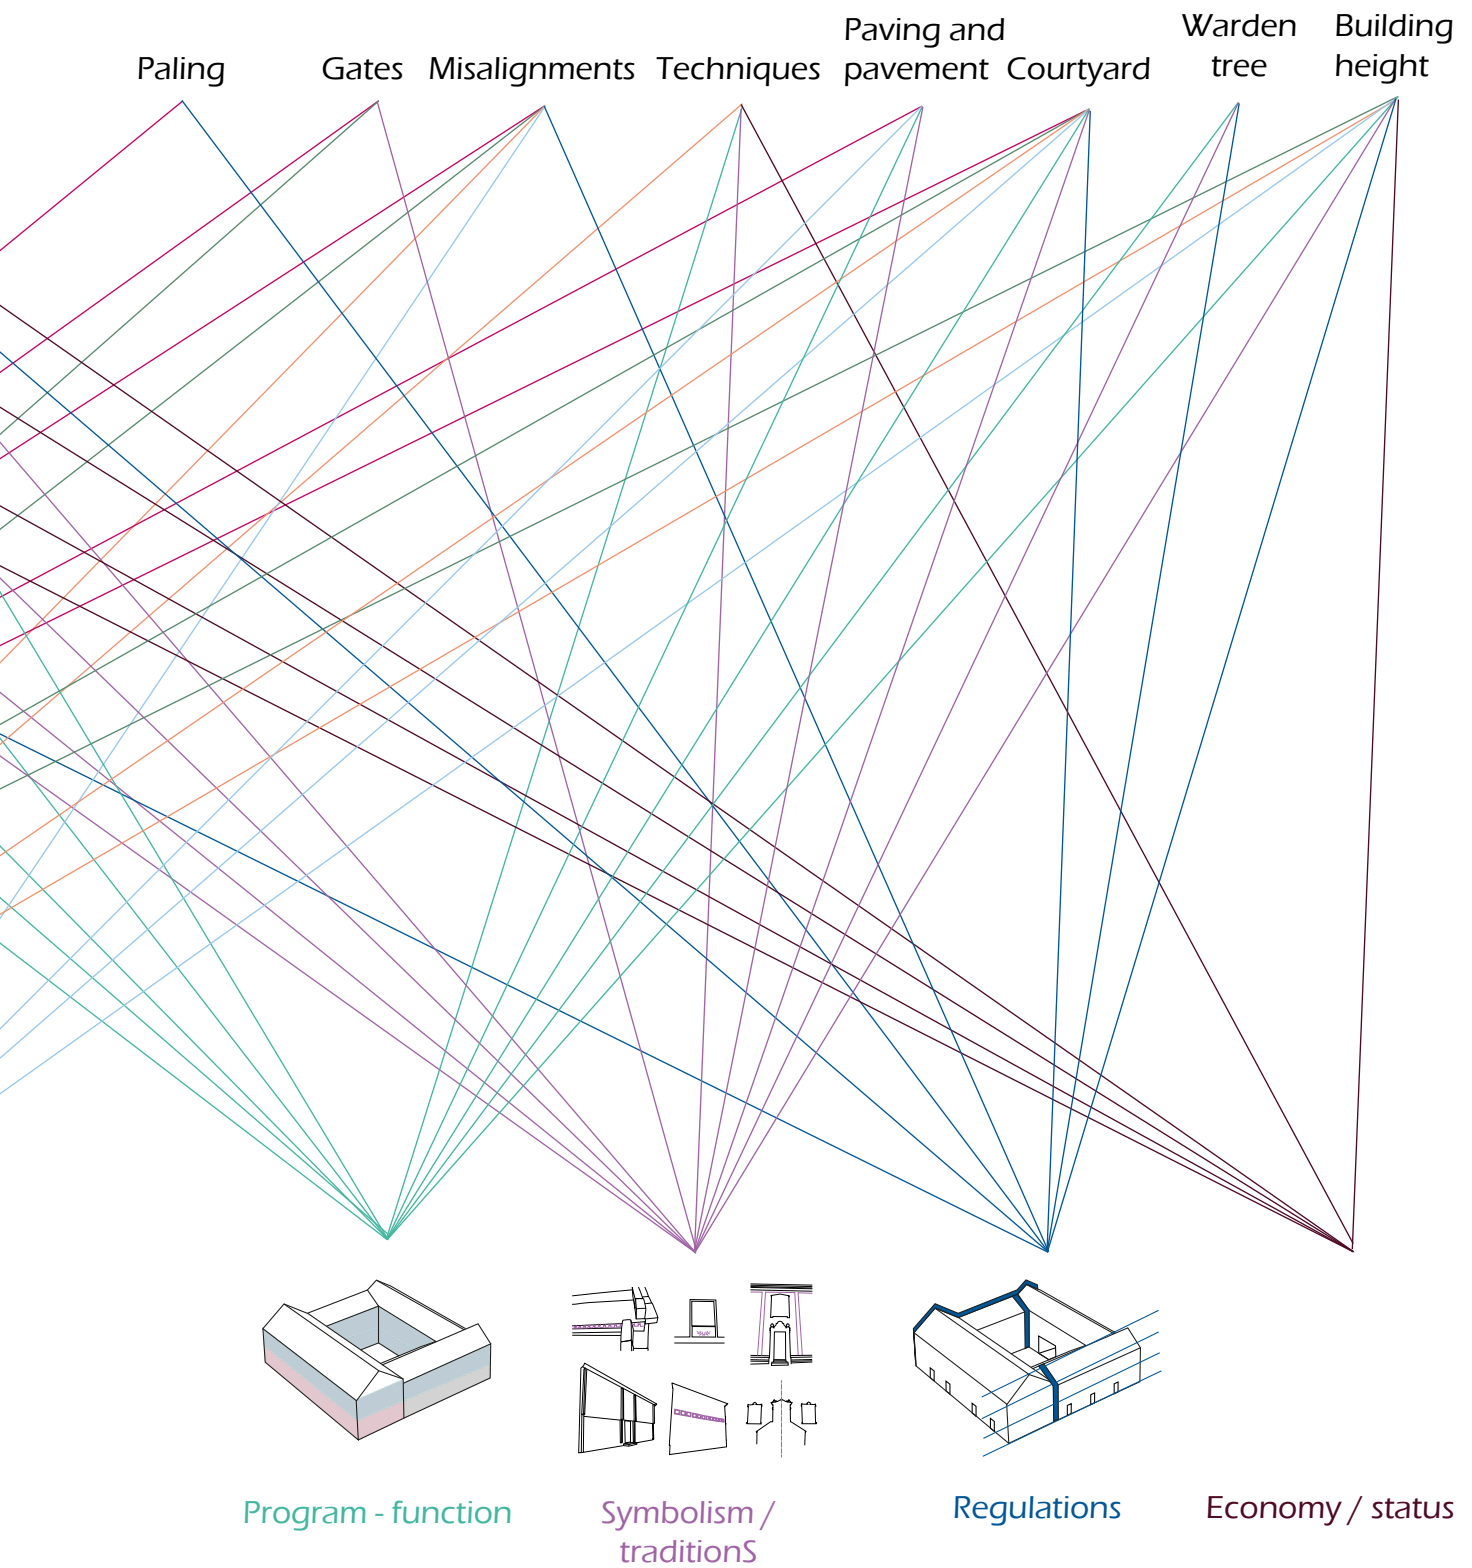 Paling
Gates
Misalignments
Techniques
Paving and
pavement
Courtyard
Warden
tree
Building
height
Program - function
Symbolism /
traditionS
Regulations
Economy / status